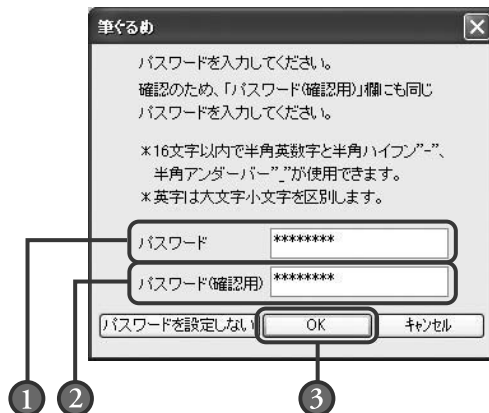 筆ぐるめ
パスワードを入力してください。
確認のため、「パスワード(確認用)」欄にも同じ
パスワードを入力してください。
*16文字以内で半角英数字と半角ハイフン"-"、
半角アンダーバー"_"が使用できます。
*英字は大文字小文字を区別します。
パスワード ********
パスワード(確認用) ********
パスワードを設定しない OK キャンセル
1 2 3